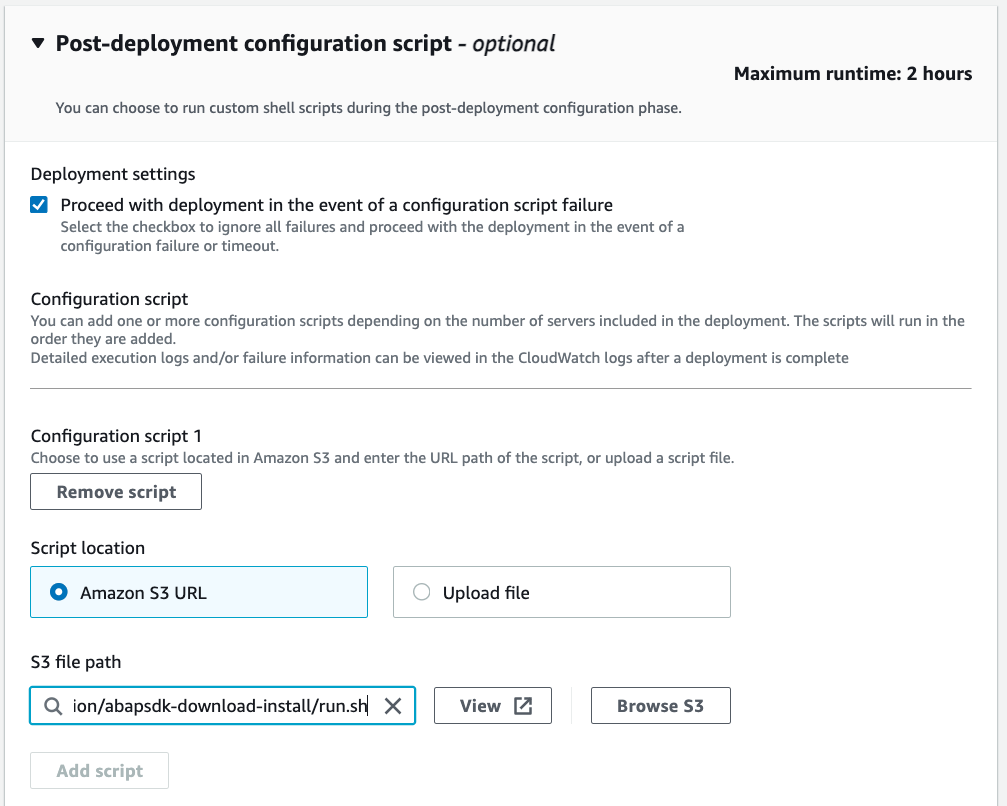 Post-deployment configuration script - optional
Maximum runtime: 2 hours
You can choose to run custom shell scripts during the post-deployment configuration phase.
Deployment settings
Proceed with deployment in the event of a configuration script failure
Select the checkbox to ignore all failures and proceed with the deployment in the event of a
configuration failure or timeout.
Configuration script
You can add one or more configuration scripts depending on the number of servers included in the deployment. The scripts will run in the
order they are added.
Detailed execution logs and/or failure information can be viewed in the CloudWatch logs after a deployment is complete
Configuration script 1
Choose to use a script located in Amazon S3 and enter the URL path of the script, or upload a script file.
Remove script
Script location
Amazon S3 URL
Upload file
S3 file path
ion/abapsdk-download-install/run.sh
View
Browse S3
Add script